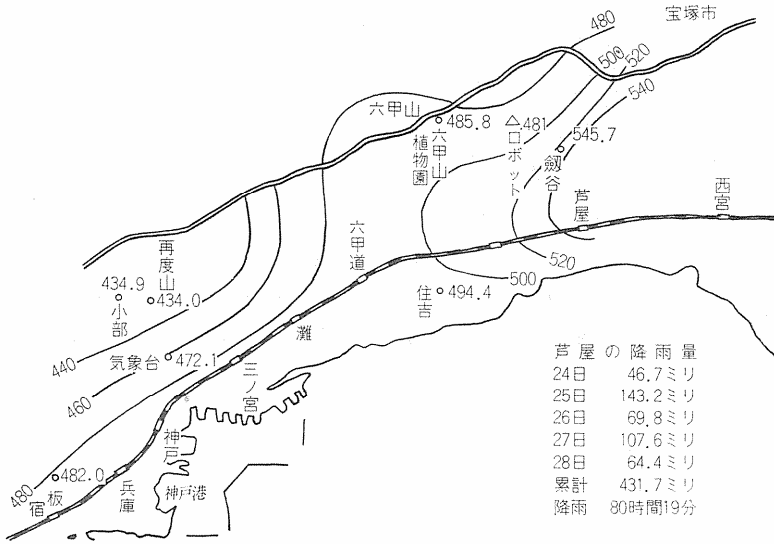 宝塚市
480
500
520
540
六甲山
485.8
六甲山
植物園
△481
ロボット
545.7
劔谷
芦屋
西宮
再度山
434.9
小部
434.0
六甲道
520
500
住吉
494.4
灘
440
気象台
472.1
三ノ宮
460
神戸
480
482.0
板宿
兵庫
神戸港
芦屋の降雨量
24日 46.7ミリ
25日 143.2ミリ
26日 69.8ミリ
27日 107.6ミリ
28日 64.4ミリ
累計 431.7ミリ
降雨 80時間19分